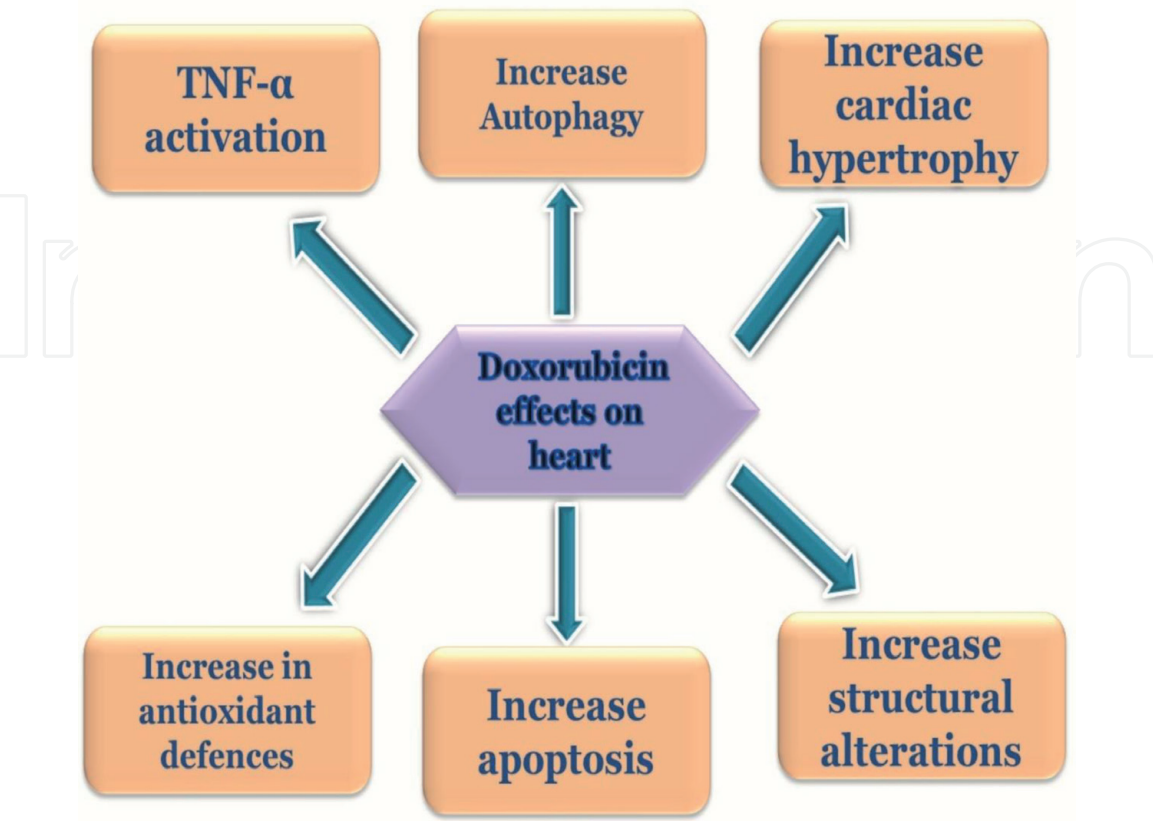 TNF-α
activation
Increase
Autophagy
Increase
cardiac
hypertrophy
Doxorubicin
effects on
heart
Increase in
antioxidant
defences
Increase
apoptosis
Increase
structural
alterations